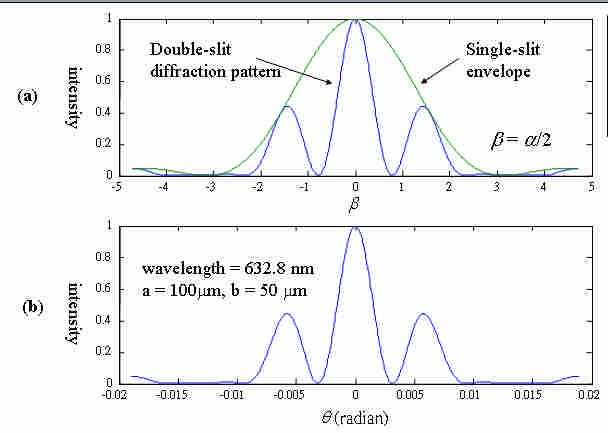 1
0.8
0.6
0.4
0.2
0
intensity
(a)
Double-slit
diffraction pattern
Single-slit
envelope
β = α/2
-5 -4 -3 -2 -1 0 1 2 3 4 5
β
1
0.8
0.6
0.4
0.2
0
intensity
(b)
wavelength = 632.8 nm
a = 100μm, b = 50 μm
-0.02 -0.015 -0.01 -0.005 0 0.005 0.01 0.015 0.02
θ (radian)